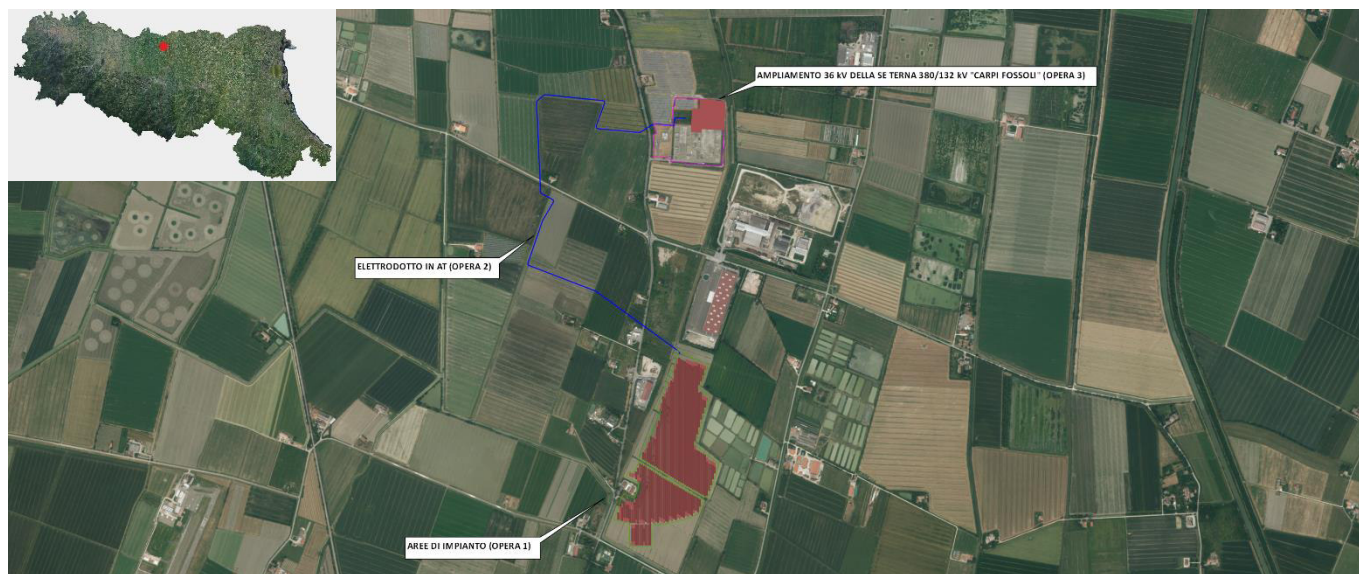 AMPLIAMENTO 36 kV DELLA SE TERNA 380/132 kV "CARPI FOSSOLI" (OPERA 3)
ELETTRODOTTO IN AT (OPERA 2)
AREE DI IMPIANTO (OPERA 1)